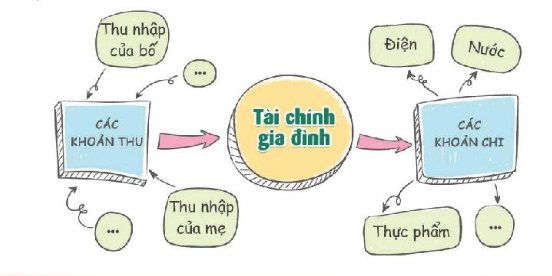 Thu nhập
của bố
...
CÁC
KHOẢN THU
...
Thu nhập
của mẹ
Tài chính
gia đình
Điện
Nước
CÁC
KHOẢN CHI
Thực phẩm
...